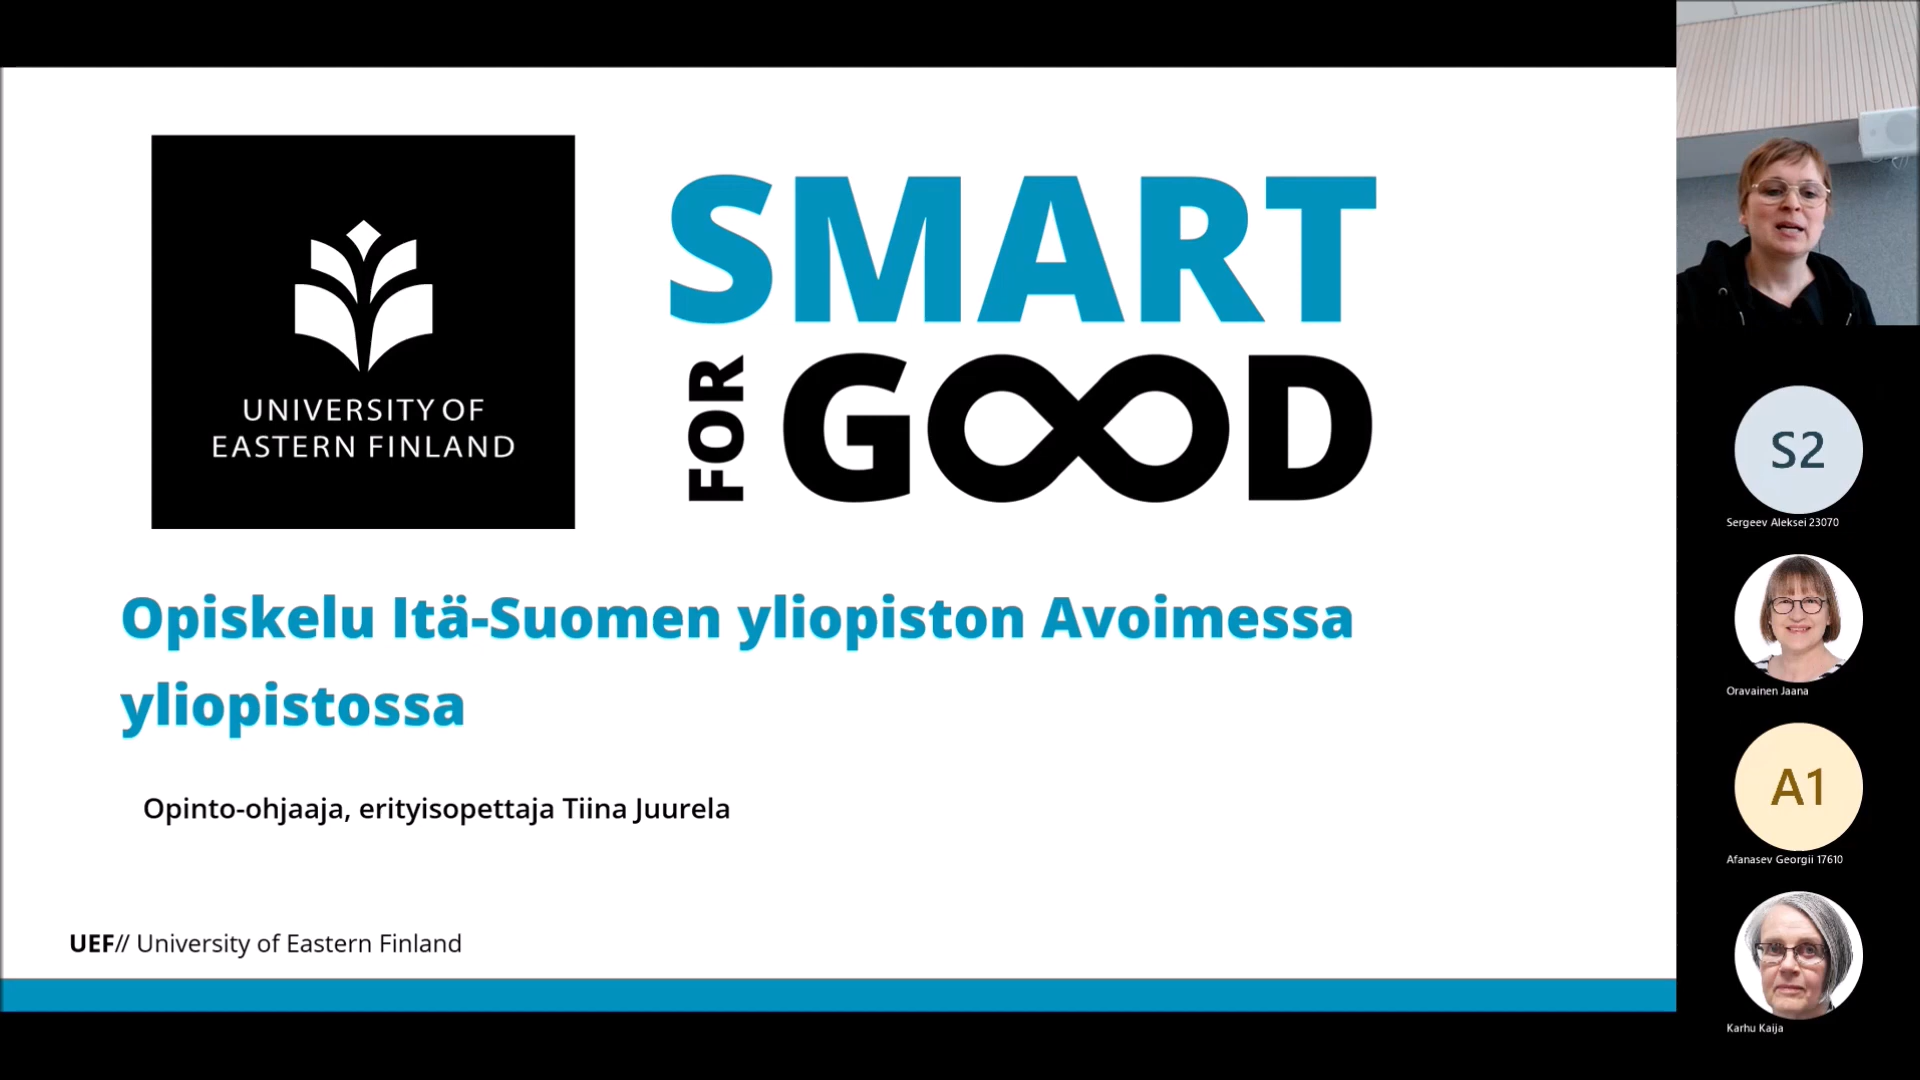 UNIVERSITY OF
EASTERN FINLAND
SMART
FOR
GOOD
Opiskelu Itä-Suomen yliopiston Avoimessa
yliopistossa
Opinto-ohjaaja, erityisopettaja Tiina Juurela
UEF// University of Eastern Finland
S2
Sergeev Aleksei 23070
Oravainen Jaana
A1
Afanasev Georgii 17610
Karhu Kaija